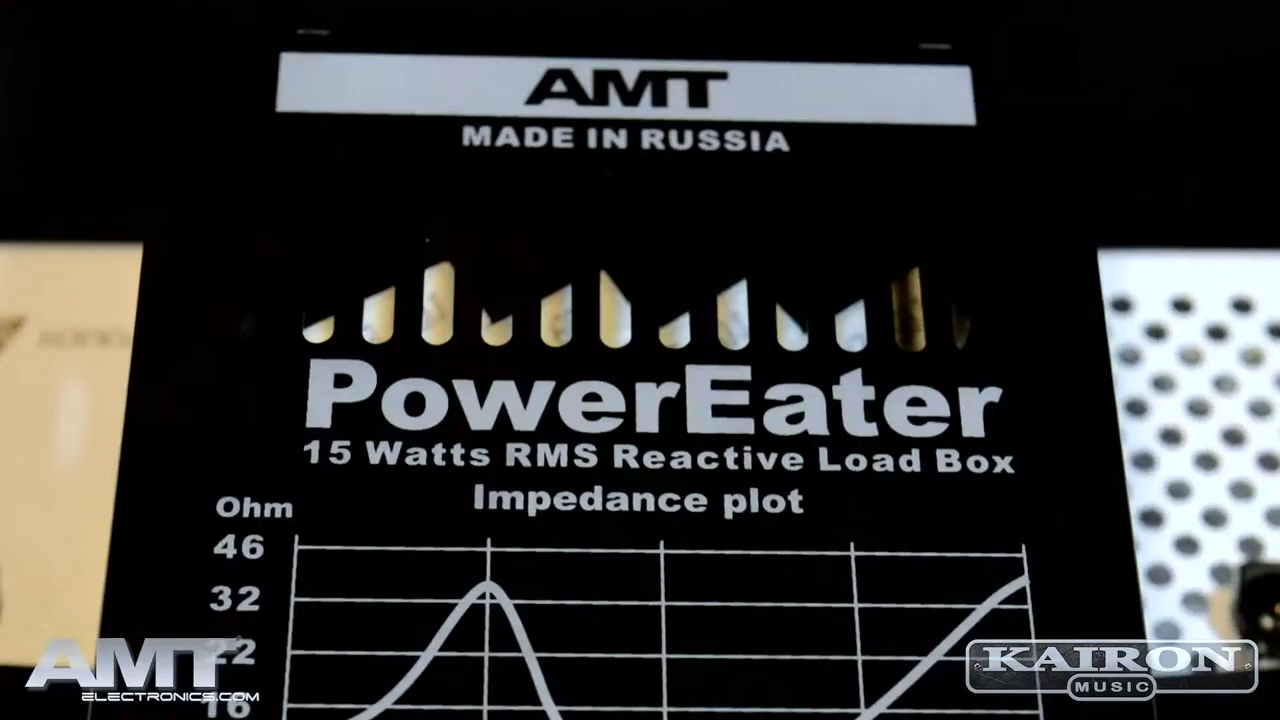 AMT
MADE IN RUSSIA
PowerEater
15 Watts RMS Reactive Load Box
Impedance plot
Ohm
46
32
22
16
AMT
ELECTRONICS.COM
KAIRON
MUSIC